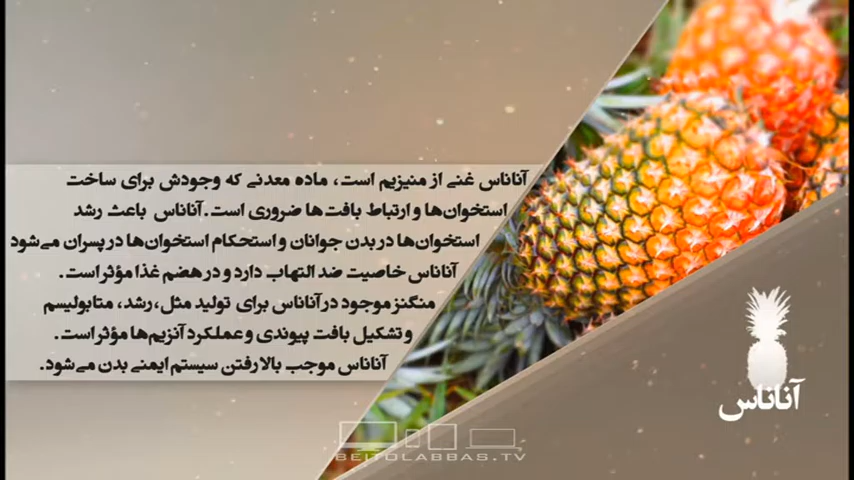 آناناس غنی از منیزیم است، ماده معدنی که وجودش برای ساخت
استخوان‌ها و ارتباط بافت‌ها ضروری است.آناناس باعث رشد
استخوان‌ها در بدن جوانان و استحکام استخوان‌ها در پسران می‌شود
آناناس خاصیت ضد التهاب دارد و در هضم غذا مؤثر است.
منگنز موجود در آناناس برای تولید مثل،رشد، متابولیسم
و تشکیل بافت پیوندی و عملکرد آنزیم‌ها مؤثر است.
آناناس موجب بالا رفتن سیستم ایمنی بدن می‌شود.
آناناس
BEITOLABBAS.TV